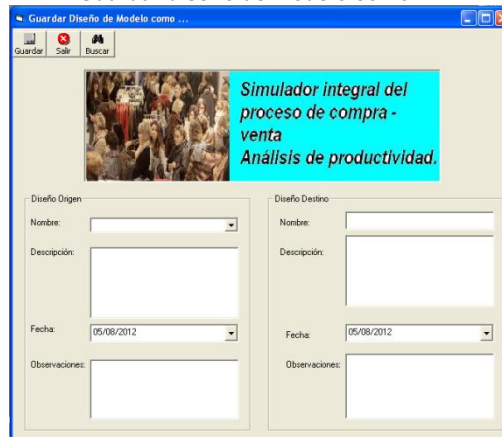 Guardar Diseño de Modelo como ...
Guardar Salir Buscar
Simulador integral del
proceso de compra -
venta
Análisis de productividad.
Diseño Origen
Nombre:
Descripción:
Fecha: 05/08/2012
Observaciones:
Diseño Destino
Nombre:
Descripción:
Fecha: 05/08/2012
Observaciones: